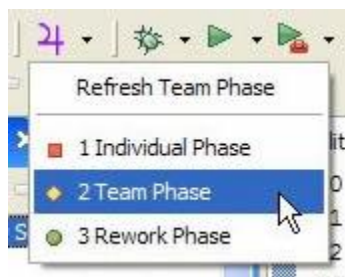 Refresh Team Phase
1 Individual Phase
2 Team Phase
3 Rework Phase